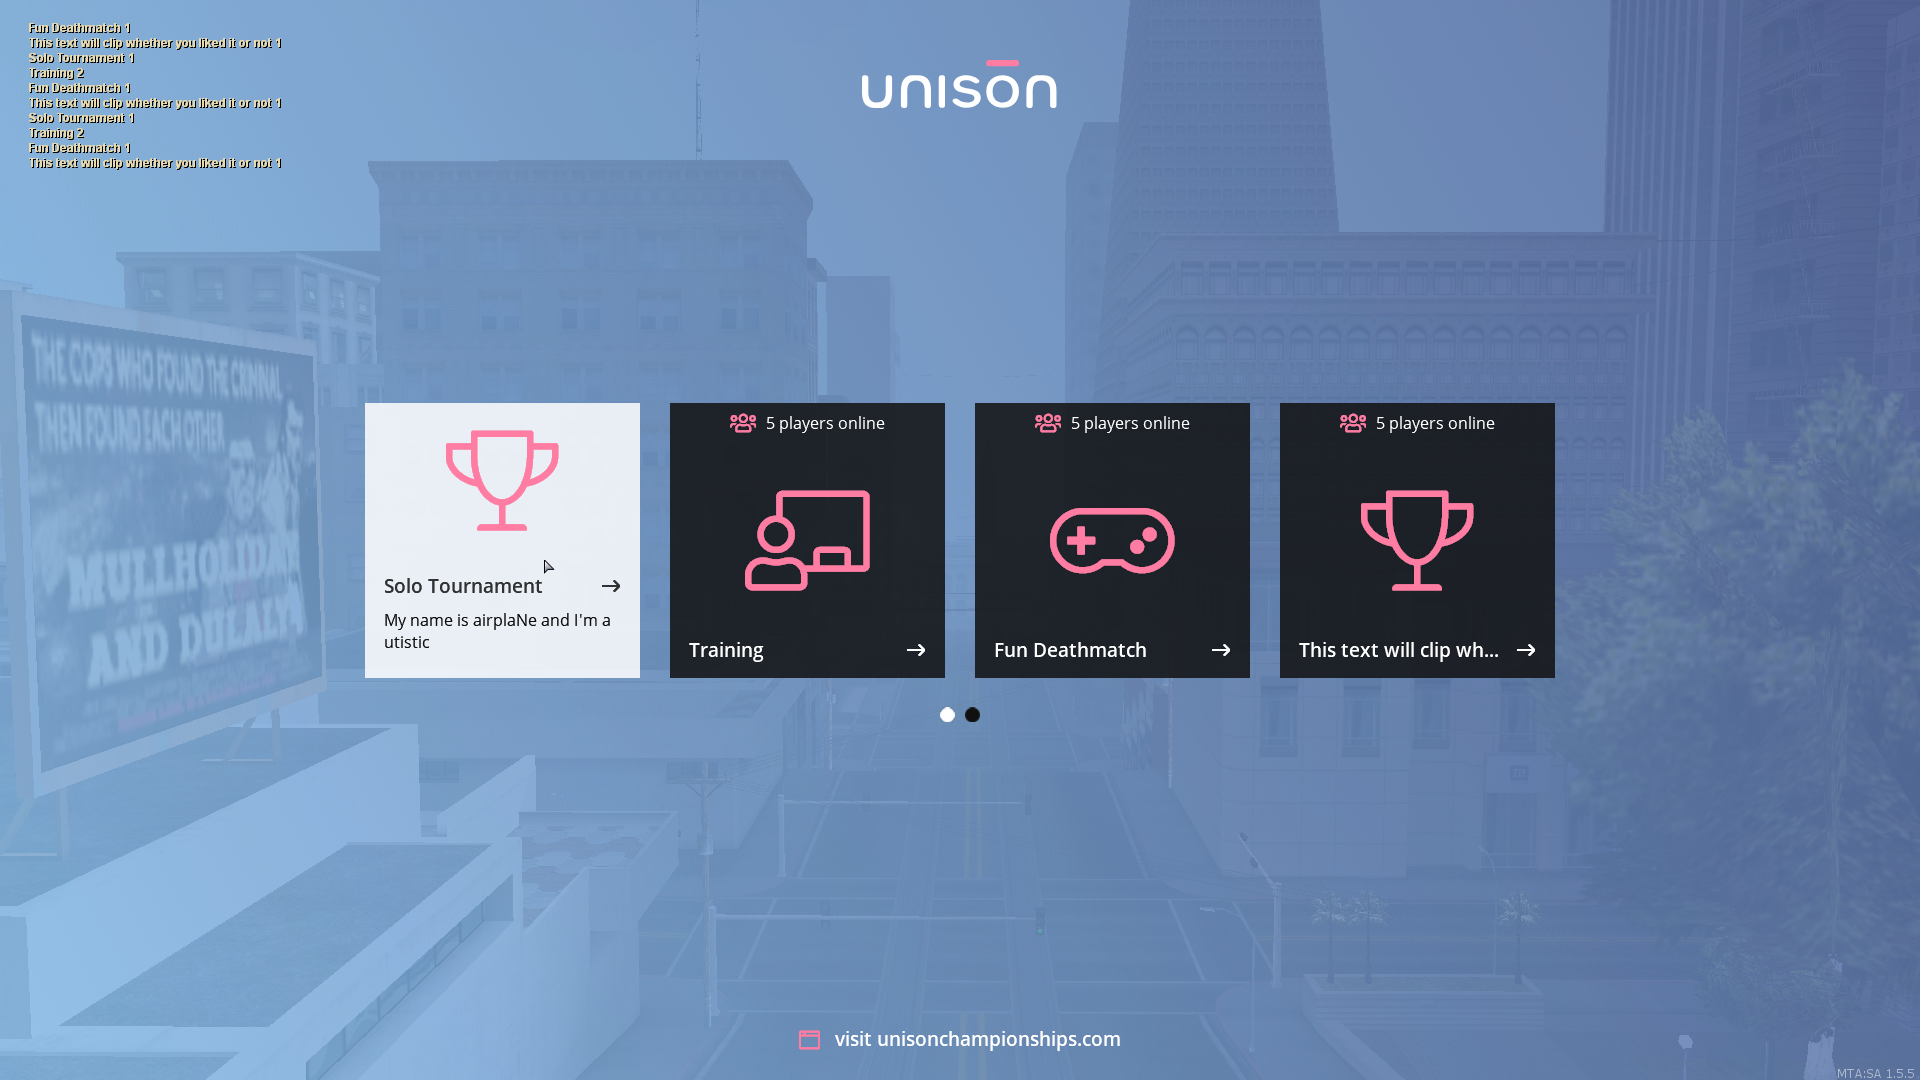 Fun Deathmatch 1
This text will clip whether you liked it or not 1
Solo Tournament 1
Training 2
Fun Deathmatch 1
This text will clip whether you liked it or not 1
Solo Tournament 1
Training 2
Fun Deathmatch 1
This text will clip whether you liked it or not 1
unison
THE COPS WHO FOUND THE CRIMINAL
THEN FOUND EACH OTHER
MULLHOLIDAY
AND DULALY
Solo Tournament
My name is airplaNe and I'm a
utistic
5 players online
Training
5 players online
Fun Deathmatch
5 players online
This text will clip wh...
visit unisonchampionships.com
MTA:SA 1.5.5